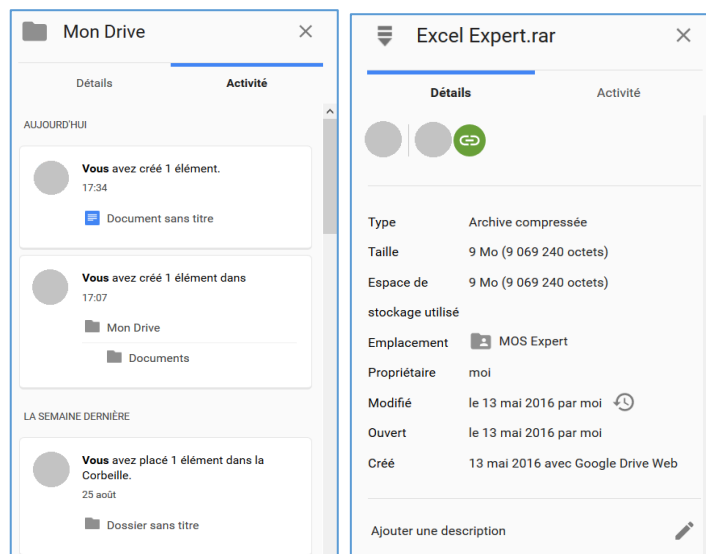 Mon Drive
Détails Activité
AUJOURD'HUI
Vous avez créé 1 élément.
17:34
Document sans titre
Vous avez créé 1 élément dans
17:07
Mon Drive
Documents
LA SEMAINE DERNIÈRE
Vous avez placé 1 élément dans la
Corbeille.
25 août
Dossier sans titre
Excel Expert.rar
Détails Activité
Type Archive compressée
Taille 9 Mo (9 069 240 octets)
Espace de 9 Mo (9 069 240 octets)
stockage utilisé
Emplacement MOS Expert
Propriétaire moi
Modifié le 13 mai 2016 par moi
Ouvert le 13 mai 2016 par moi
Créé 13 mai 2016 avec Google Drive Web
Ajouter une description